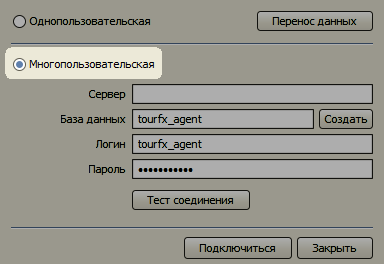 Однопользовательская Перенос данных
Многопользовательская
Сервер
База данных tourfx_agent Создать
Логин tourfx_agent
Пароль •••••••••••
Тест соединения
Подключиться Закрыть